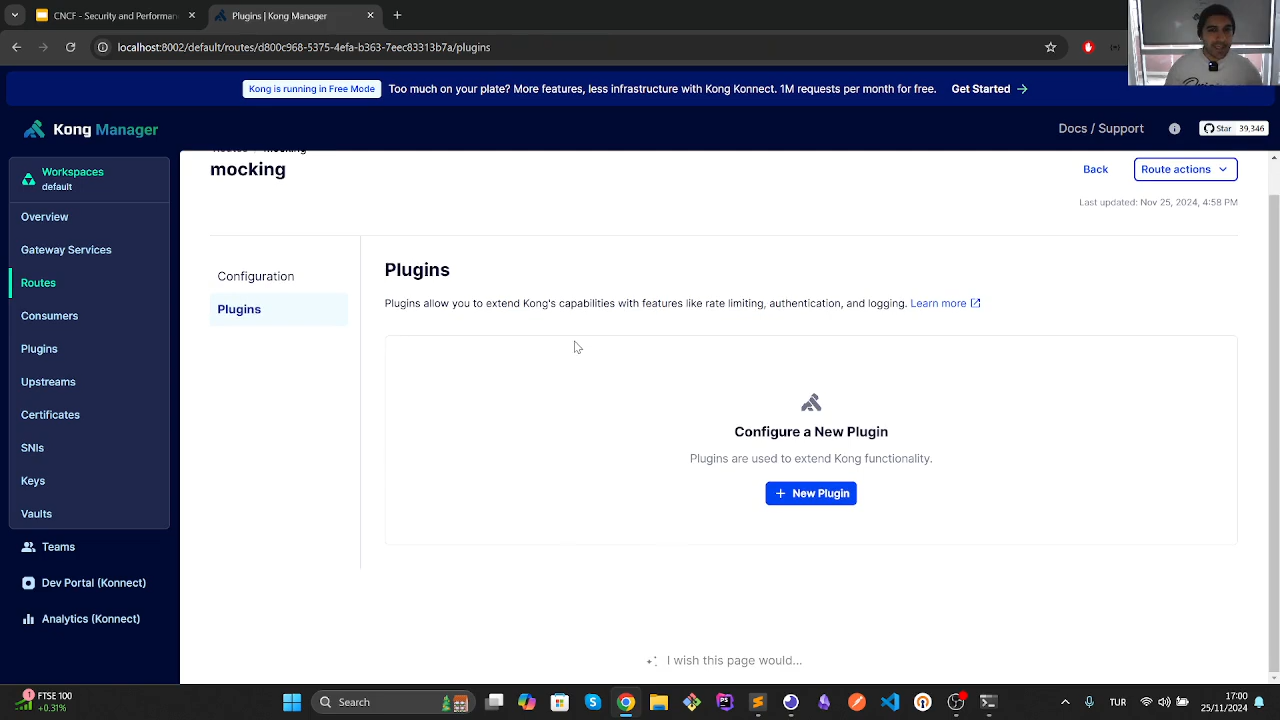 CNCF - Security and Performan
Plugins | Kong Manager
localhost:8002/default/routes/d800c968-5375-4efa-b363-7eec83313b7a/plugins
Kong is running in Free Mode
Too much on your plate? More features, less infrastructure with Kong Konnect. 1M requests per month for free.
Get Started
Kong Manager
Docs / Support
Star
39,346
Workspaces
default
Overview
Gateway Services
Routes
Consumers
Plugins
Upstreams
Certificates
SNIs
Keys
Vaults
Teams
Dev Portal (Konnect)
Analytics (Konnect)
mocking
Back
Route actions
Last updated: Nov 25, 2024, 4:58 PM
Configuration
Plugins
Plugins
Plugins allow you to extend Kong's capabilities with features like rate limiting, authentication, and logging. Learn more
Configure a New Plugin
Plugins are used to extend Kong functionality.
+ New Plugin
I wish this page would...
FTSE 100
+0.31%
Search
TUR
17:00
25/11/2024